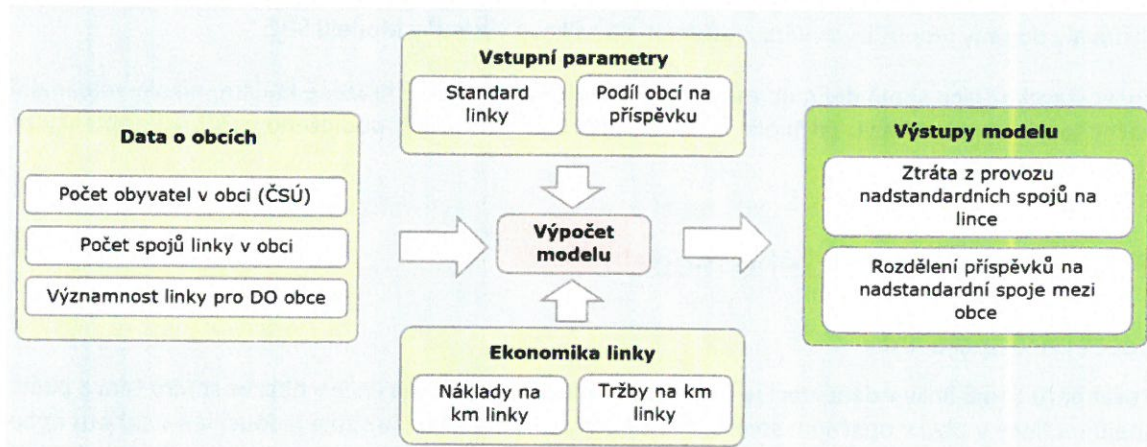 Data o obcích
Počet obyvatel v obci (ČSÚ)
Počet spojů linky v obci
Významnost linky pro DO obce
Vstupní parametry
Standard
linky
Podíl obcí na
příspěvku
Výpočet
modelu
Ekonomika linky
Náklady na
km linky
Tržby na km
linky
Výstupy modelu
Ztráta z provozu
nadstandardních spojů na
lince
Rozdělení příspěvků na
nadstandardní spoje mezi
obce